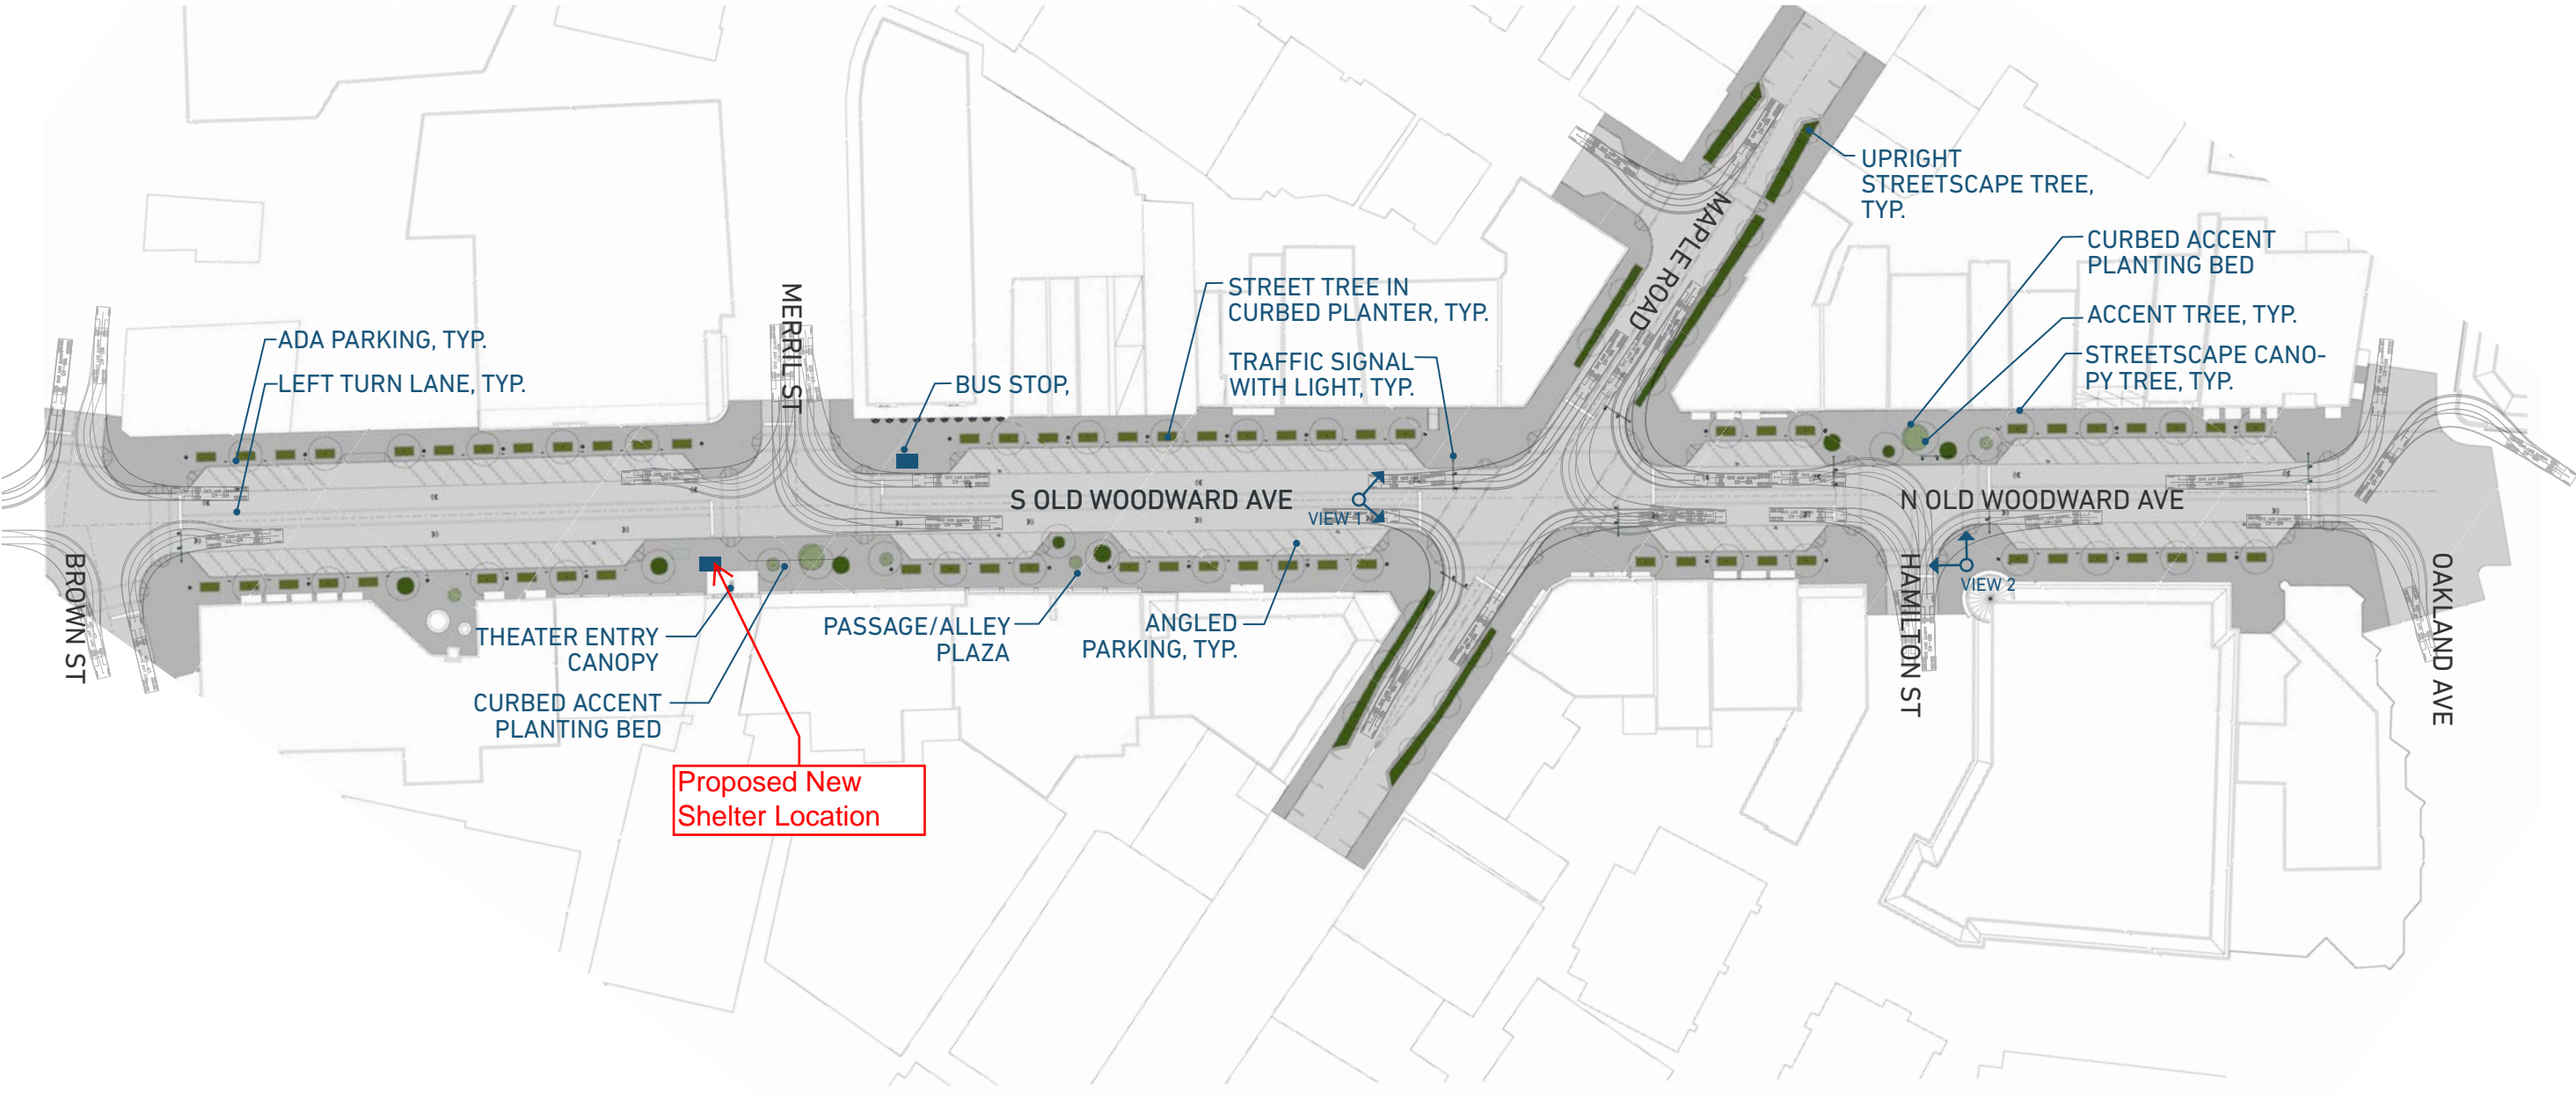 UPRIGHT
STREETSCAPE TREE,
TYP.
CURBED ACCENT
PLANTING BED
ACCENT TREE, TYP.
STREETSCAPE CANO-
PY TREE, TYP.
MAPLE ROAD
STREET TREE IN
CURBED PLANTER, TYP.
TRAFFIC SIGNAL
WITH LIGHT, TYP.
MERRIL ST
BUS STOP,
ADA PARKING, TYP.
LEFT TURN LANE, TYP.
S OLD WOODWARD AVE
VIEW 1
N OLD WOODWARD AVE
VIEW 2
BROWN ST
HAMILTON ST
OAKLAND AVE
THEATER ENTRY
CANOPY
CURBED ACCENT
PLANTING BED
PASSAGE/ALLEY
PLAZA
ANGLED
PARKING, TYP.
Proposed New
Shelter Location